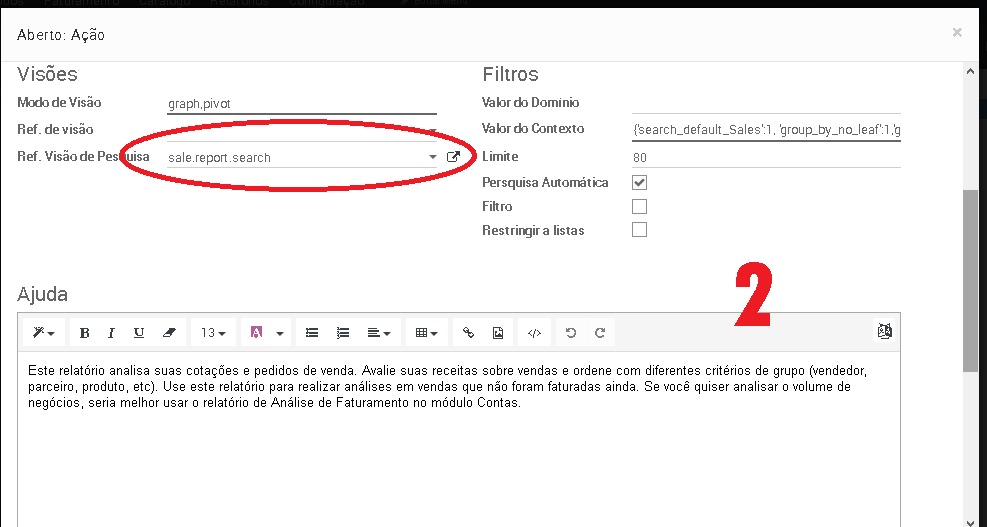 Aberto: Ação
×
Visões
Filtros
Modo de Visão
graph,pivot
Valor do Domínio
Ref. de visão
Valor do Contexto
{'search_default_Sales':1, 'group_by_no_leaf':1,'g
Ref. Visão de Pesquisa
sale.report.search
Limite
80
Persquisa Automática
Filtro
Restringir a listas
2
Ajuda
B I U 13 A
Este relatório analisa suas cotações e pedidos de venda. Avalie suas receitas sobre vendas e ordene com diferentes critérios de grupo (vendedor,
parceiro, produto, etc). Use este relatório para realizar análises em vendas que não foram faturadas ainda. Se você quiser analisar o volume de
negócios, seria melhor usar o relatório de Análise de Faturamento no módulo Contas.